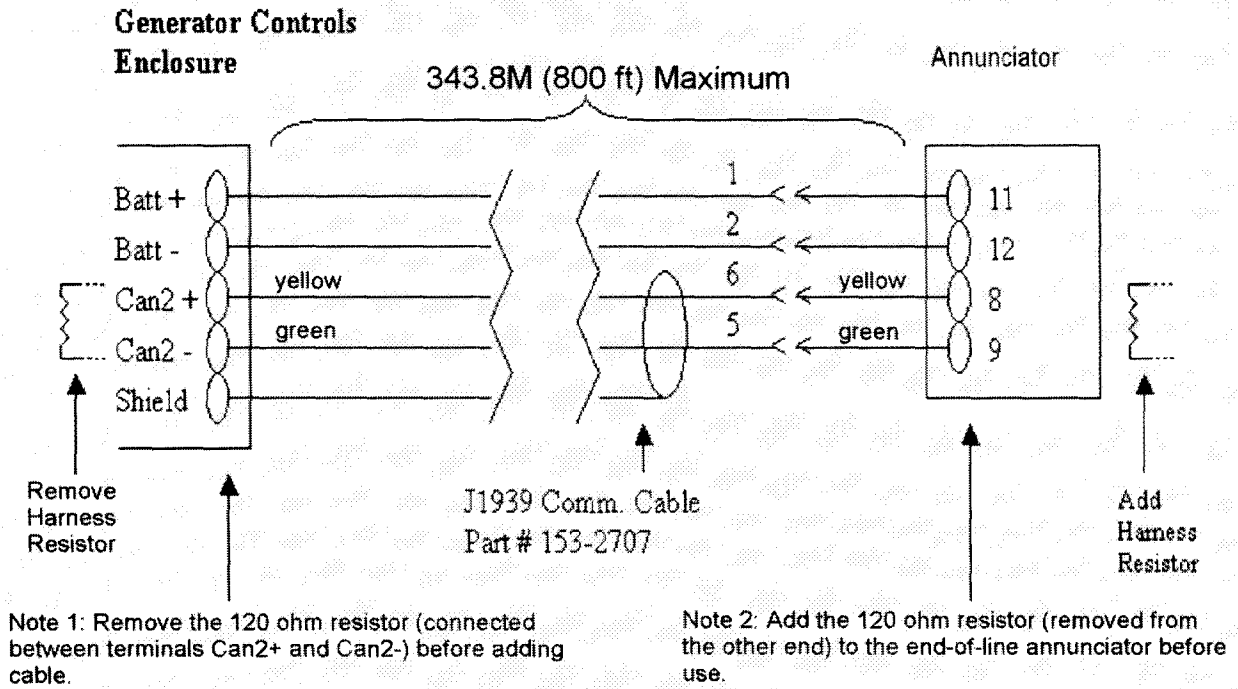 Generator Controls
Enclosure
343.8M (800 ft) Maximum
Annunciator
Batt +
Batt -
Can2 +
Can2 -
Shield
yellow
green
1
2
6
5
yellow
green
11
12
8
9
Remove
Harness
Resistor
J1939 Comm. Cable
Part # 153-2707
Add
Harness
Resistor
Note 1: Remove the 120 ohm resistor (connected
between terminals Can2+ and Can2-) before adding
cable.
Note 2: Add the 120 ohm resistor (removed from
the other end) to the end-of-line annunciator before
use.